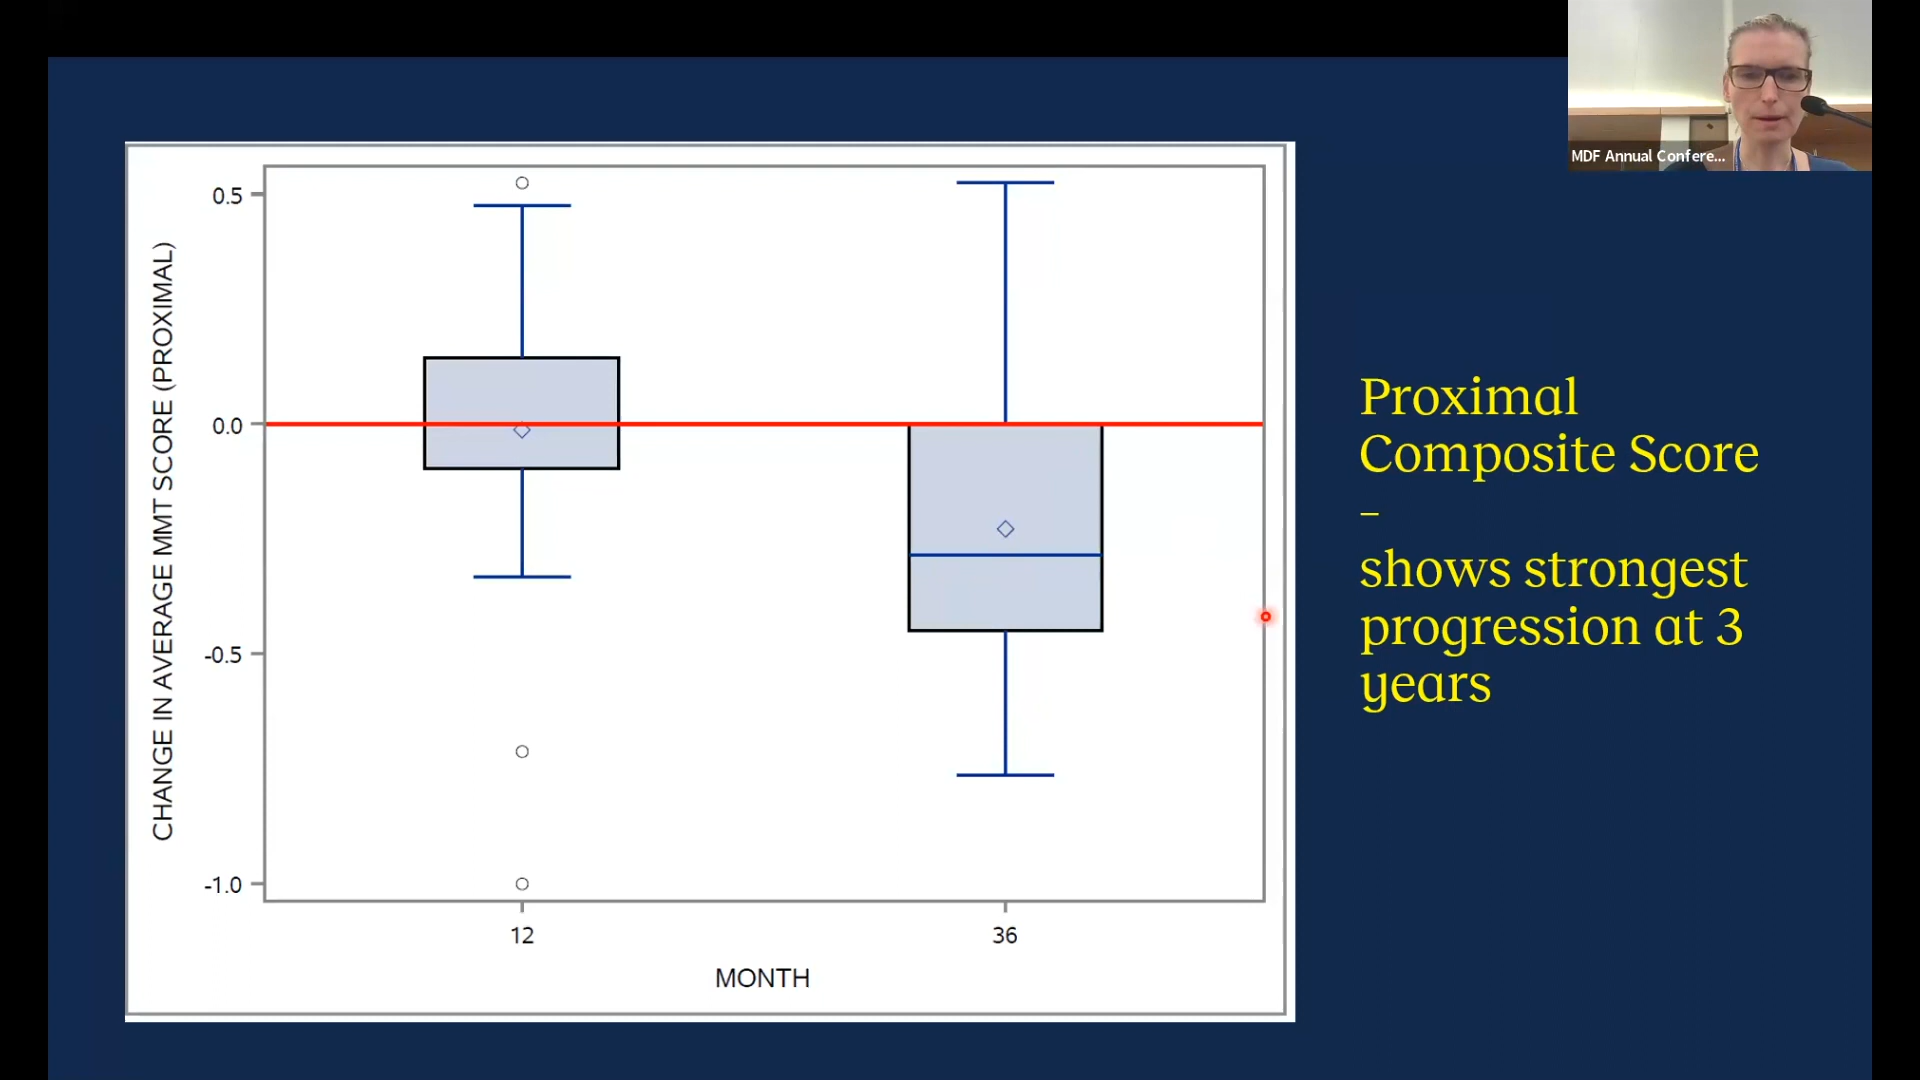 MDF Annual Confere...
CHANGE IN AVERAGE MMT SCORE (PROXIMAL)
0.5
0.0
-0.5
-1.0
12
36
MONTH
Proximal
Composite Score
–
shows strongest
progression at 3
years